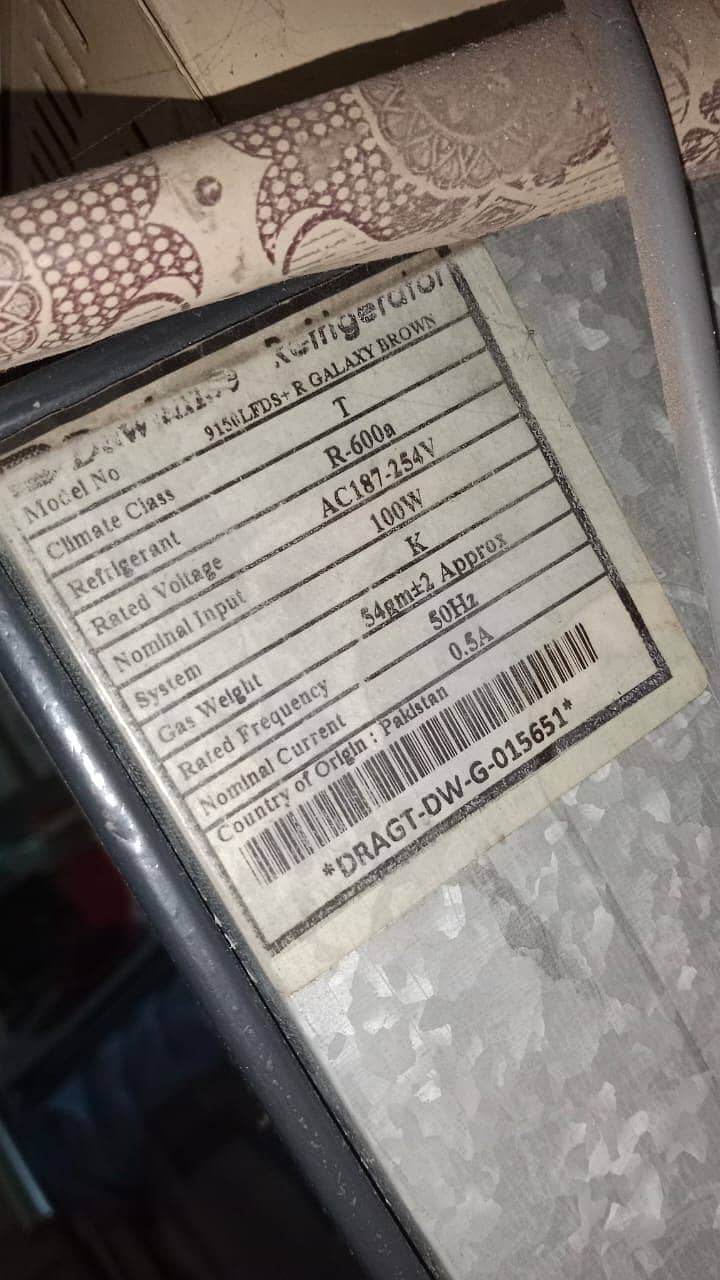 Dawlance Refrigerator
Model No 9150LFDS+ R GALAXY BROWN
Climate Class T
Refrigerant R-600a
Rated Voltage AC187-254V
Nominal Input 100W
System K
Gas Weight 54gm±2 Approx
Rated Frequency 50Hz
Nominal Current 0.5A
Country of Origin : Pakistan
*DRAGT-DW-G-015651*